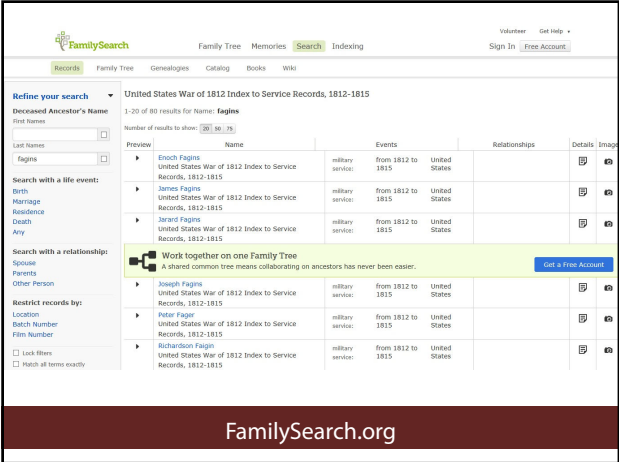 Volunteer Get Help
FamilySearch Family Tree Memories Search Indexing Sign In Free Account
Records Family Tree Genealogies Catalog Books Wiki
Refine your search
Deceased Ancestor's Name
First Names
Last Names
fagins
Search with a life event:
Birth
Marriage
Residence
Death
Any
Search with a relationship:
Spouse
Parents
Other Person
Restrict records by:
Location
Batch Number
Film Number
Lock filters
Match all terms exactly
United States War of 1812 Index to Service Records, 1812-1815
1-20 of 80 results for Name: fagins
Number of results to show: 20 50 75
Preview Name Events Relationships Details Image
Enoch Fagins military from 1812 to United
United States War of 1812 Index to Service service: 1815 States
Records, 1812-1815
James Fagins military from 1812 to United
United States War of 1812 Index to Service service: 1815 States
Records, 1812-1815
Jarard Fagins military from 1812 to United
United States War of 1812 Index to Service service: 1815 States
Records, 1812-1815
Work together on one Family Tree
A shared common tree means collaborating on ancestors has never been easier. Get a Free Account
Joseph Fagins military from 1812 to United
United States War of 1812 Index to Service service: 1815 States
Records, 1812-1815
Peter Fager military from 1812 to United
United States War of 1812 Index to Service service: 1815 States
Records, 1812-1815
Richardson Faigin military from 1812 to United
United States War of 1812 Index to Service service: 1815 States
Records, 1812-1815
FamilySearch.org